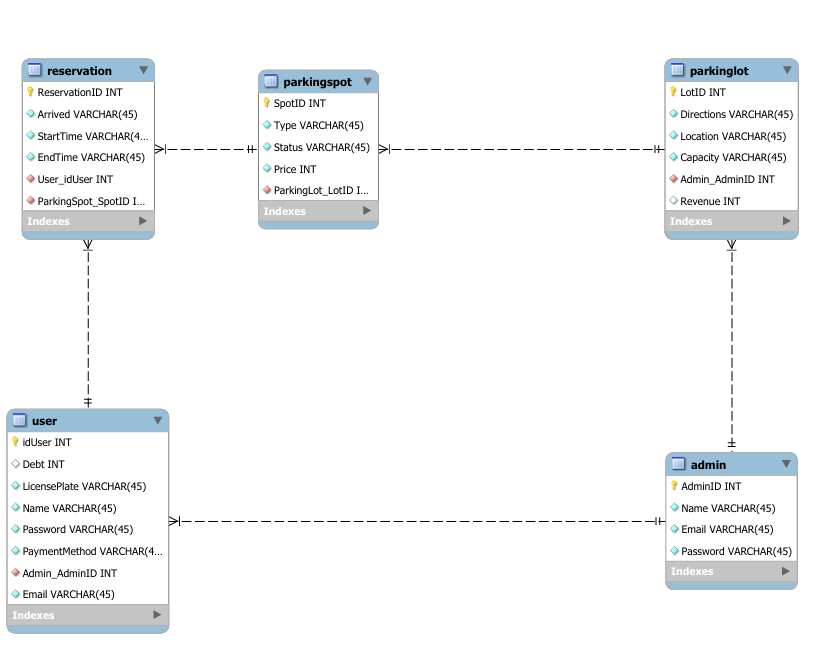 reservation
ReservationID INT
Arrived VARCHAR(45)
StartTime VARCHAR(4...
EndTime VARCHAR(45)
User_idUser INT
ParkingSpot_SpotID I...
Indexes
parkingspot
SpotID INT
Type VARCHAR(45)
Status VARCHAR(45)
Price INT
ParkingLot_LotID I...
Indexes
parkinglot
LotID INT
Directions VARCHAR(45)
Location VARCHAR(45)
Capacity VARCHAR(45)
Admin_AdminID INT
Revenue INT
Indexes
user
idUser INT
Debt INT
LicensePlate VARCHAR(45)
Name VARCHAR(45)
Password VARCHAR(45)
PaymentMethod VARCHAR(4...
Admin_AdminID INT
Email VARCHAR(45)
Indexes
admin
AdminID INT
Name VARCHAR(45)
Email VARCHAR(45)
Password VARCHAR(45)
Indexes